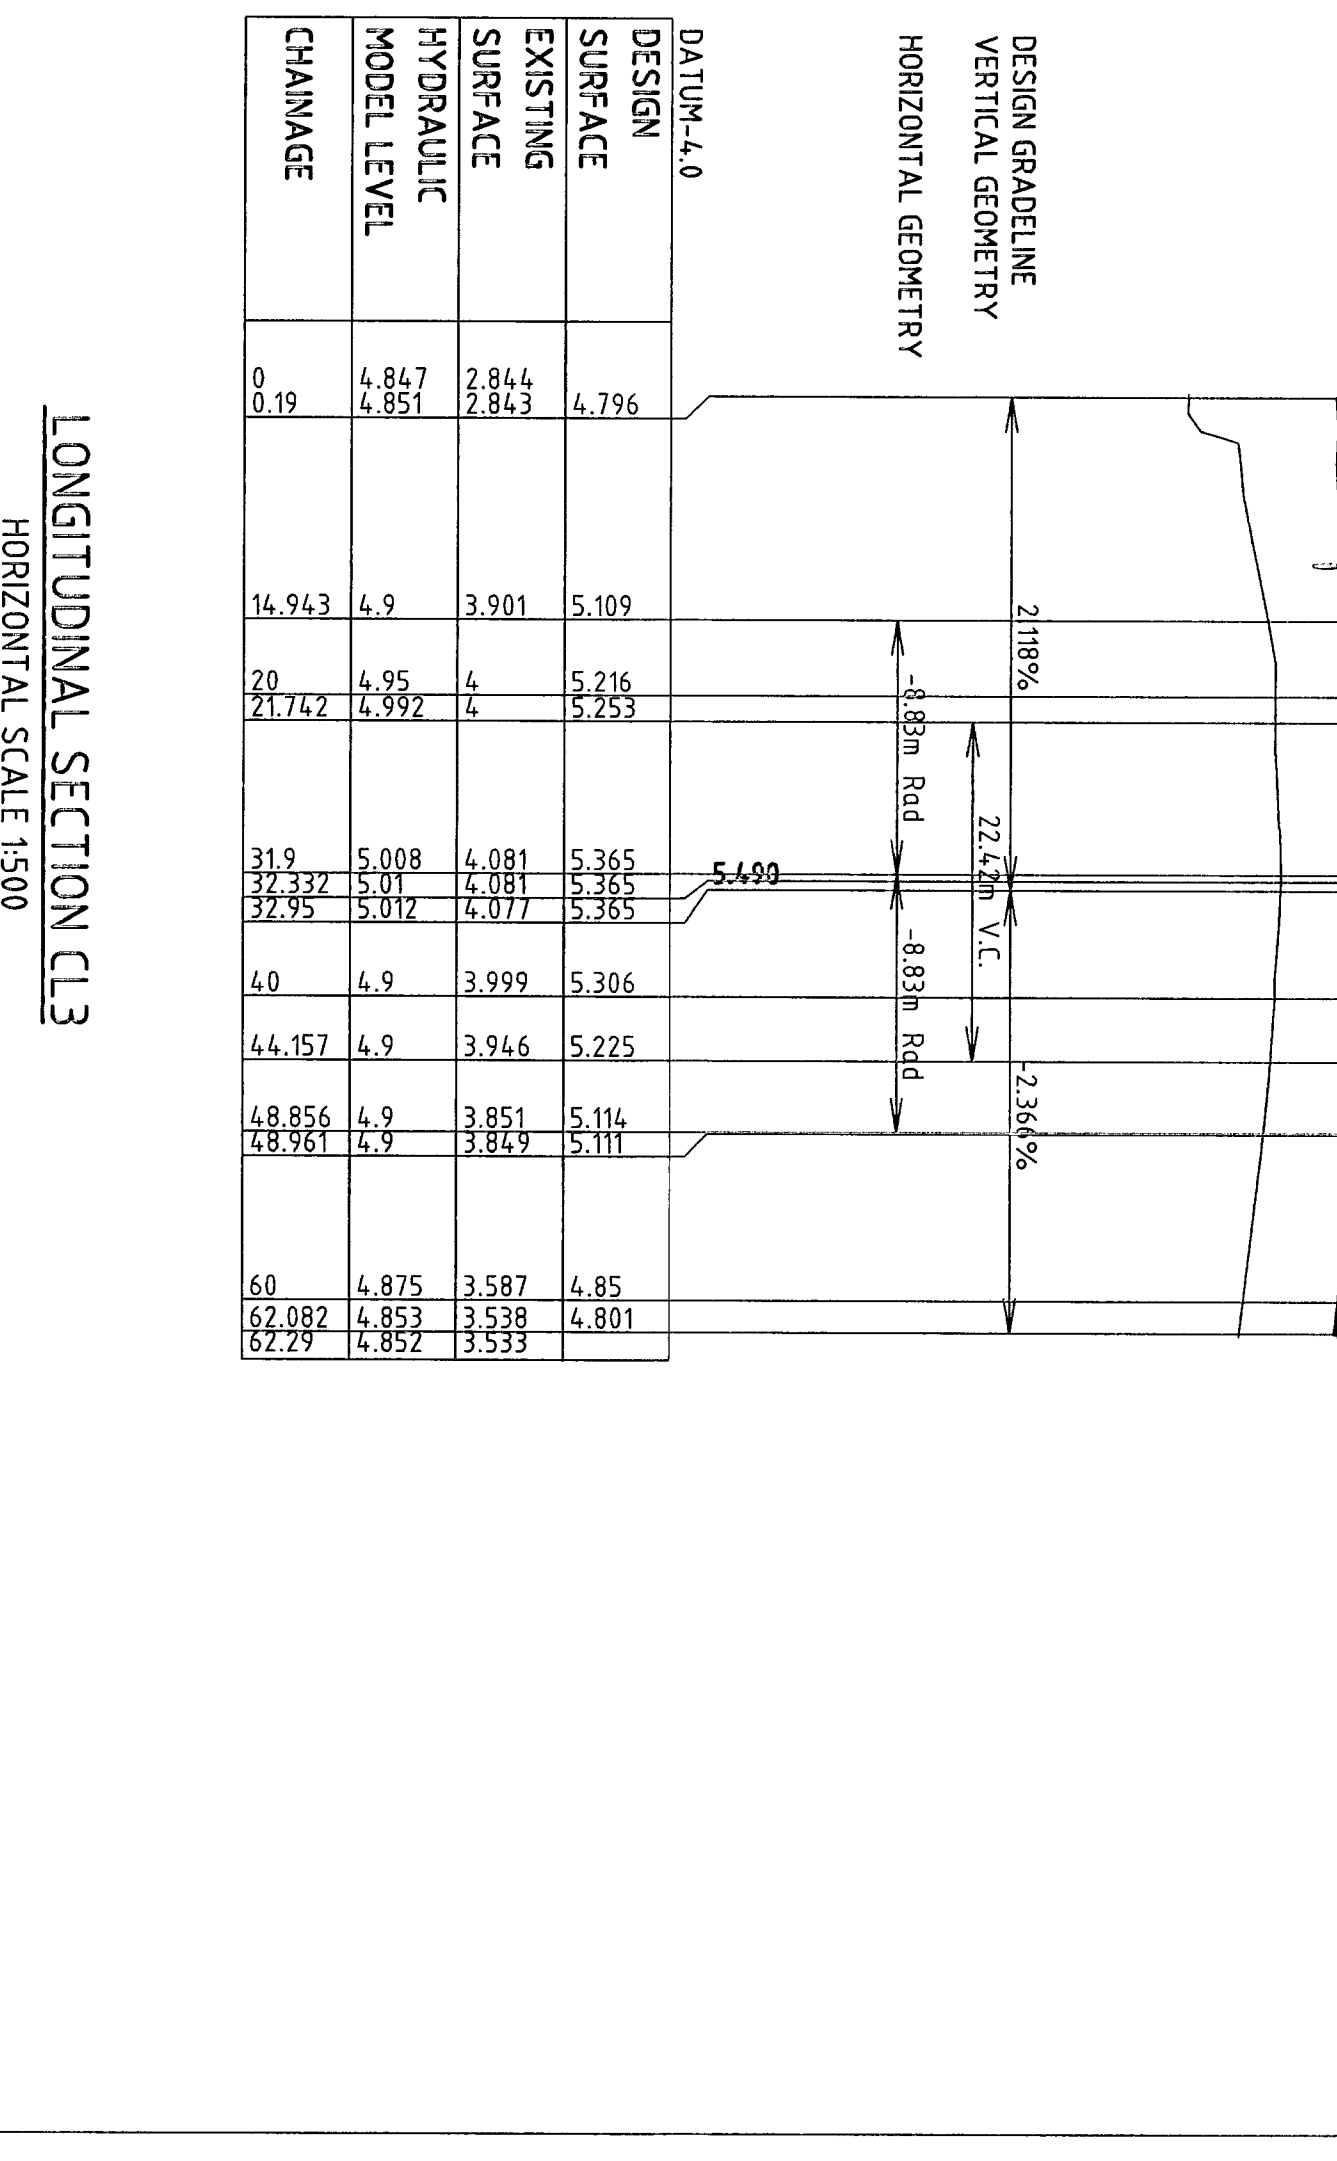 DESIGN GRADELINE
VERTICAL GEOMETRY
HORIZONTAL GEOMETRY
2.118%
-2.366%
22.42m V.C.
-8.83m Rad
-8.83m Rad
DATUM-4.0
DESIGN
SURFACE
EXISTING
SURFACE
HYDRAULIC
MODEL LEVEL
CHAINAGE
0 4.847 2.844
0.19 4.851 2.843 4.796
14.943 4.9 3.901 5.109
20 4.95 4 5.216
21.742 4.992 4 5.253
31.9 5.008 4.081 5.365
32.332 5.01 4.081 5.365
32.95 5.012 4.077 5.365
40 4.9 3.999 5.306
44.157 4.9 3.946 5.225
48.856 4.9 3.851 5.114
48.961 4.9 3.849 5.111
60 4.875 3.587 4.85
62.082 4.853 3.538 4.801
62.29 4.852 3.533
LONGITUDINAL SECTION CL3
HORIZONTAL SCALE 1:500